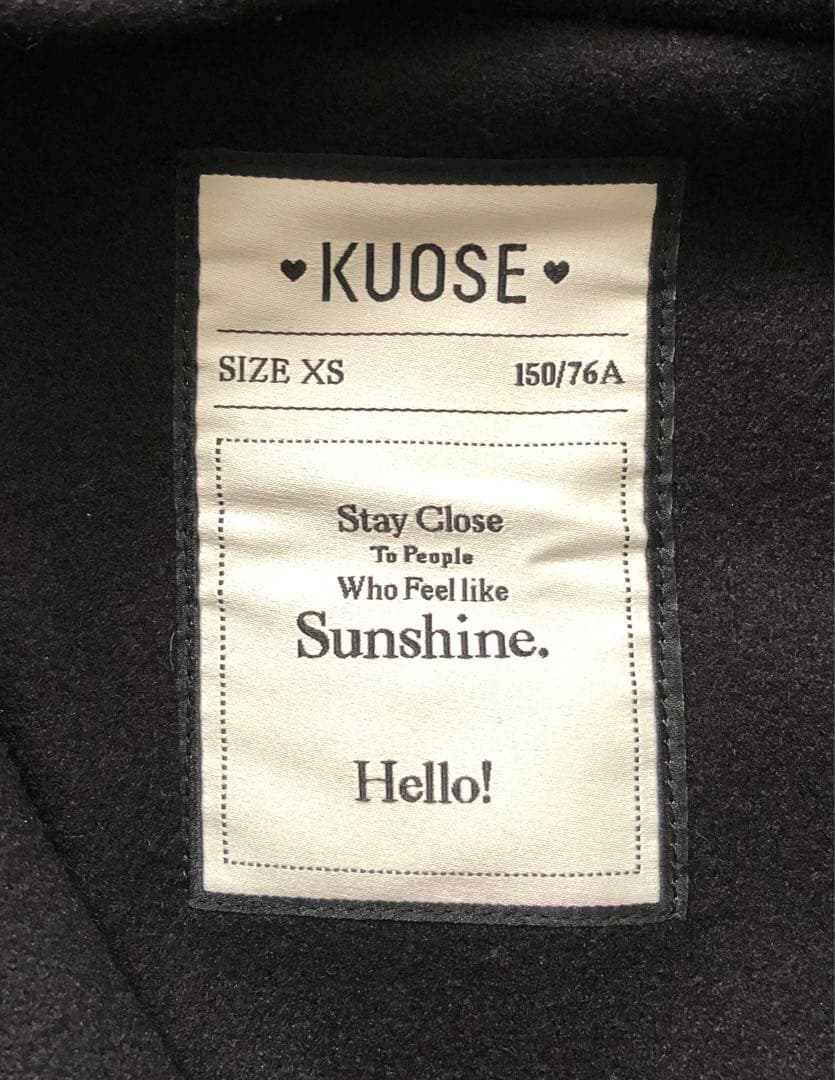 ♥KUOSE♥
SIZE XS 150/76A
Stay Close
To People
Who Feel like
Sunshine.
Hello!